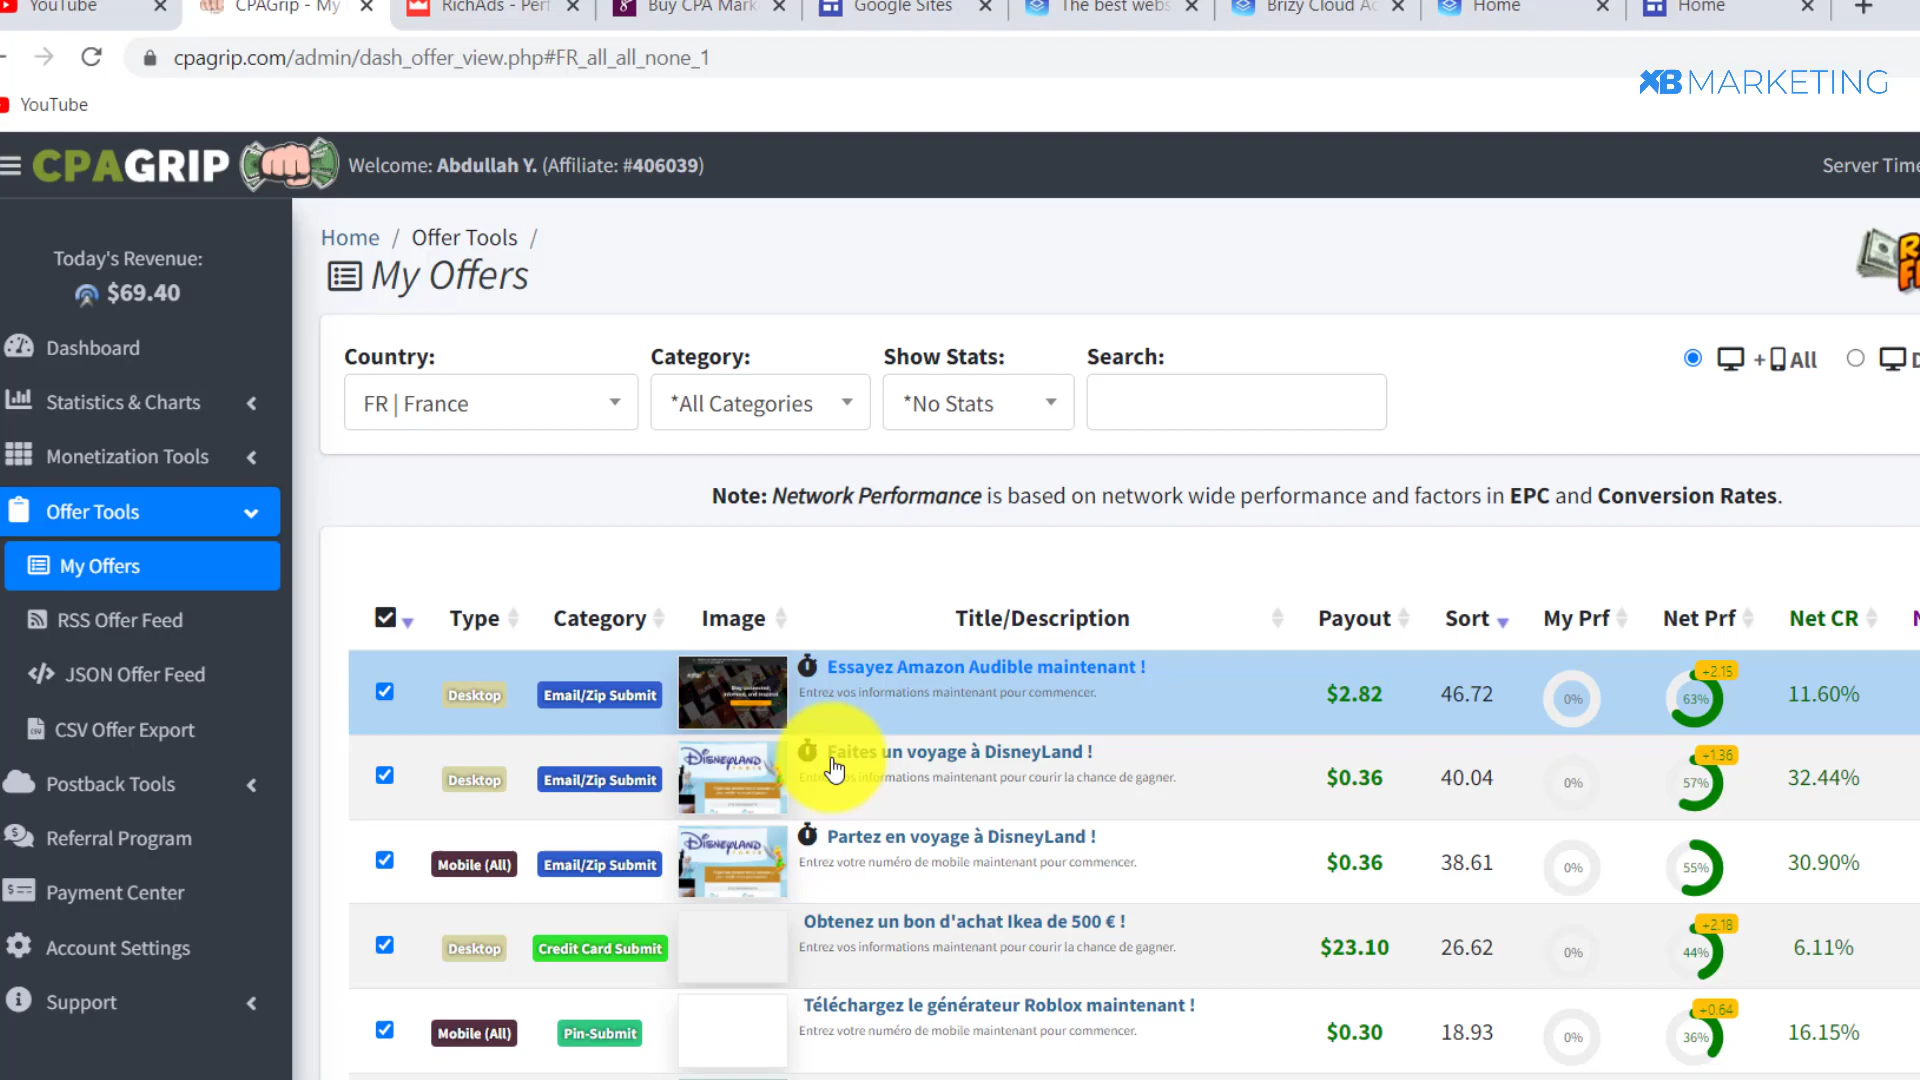 YouTube
CPAGrip - My
RichAds - Perf
Buy CPA Mark
Google Sites
The best webs
Brizy Cloud Ac
Home
Home
cpagrip.com/admin/dash_offer_view.php#FR_all_all_none_1
XB MARKETING
YouTube
CPAGRIP
Welcome: Abdullah Y. (Affiliate: #406039)
Server Time
Today's Revenue:
$69.40
Dashboard
Statistics & Charts
Monetization Tools
Offer Tools
My Offers
RSS Offer Feed
JSON Offer Feed
CSV Offer Export
Postback Tools
Referral Program
Payment Center
Account Settings
Support
Home / Offer Tools /
My Offers
Country: Category: Show Stats: Search:
+ All
FR | France *All Categories *No Stats
Note: Network Performance is based on network wide performance and factors in EPC and Conversion Rates.
Type Category Image Title/Description Payout Sort My Prf Net Prf Net CR
Desktop Email/Zip Submit Essayez Amazon Audible maintenant ! $2.82 46.72 0% 63% +2.15 11.60%
Entrez vos informations maintenant pour commencer.
Desktop Email/Zip Submit DISNEYLAND Faites un voyage à DisneyLand ! $0.36 40.04 0% 57% +1.36 32.44%
Entrez vos informations maintenant pour courir la chance de gagner.
Mobile (All) Email/Zip Submit DISNEYLAND Partez en voyage à DisneyLand ! $0.36 38.61 0% 55% 30.90%
Entrez votre numéro de mobile maintenant pour commencer.
Desktop Credit Card Submit Obtenez un bon d'achat Ikea de 500 € ! $23.10 26.62 0% 44% +2.18 6.11%
Entrez vos informations maintenant pour courir la chance de gagner.
Mobile (All) Pin-Submit Téléchargez le générateur Roblox maintenant ! $0.30 18.93 0% 36% +0.64 16.15%
Entrez votre numéro de mobile maintenant pour commencer.